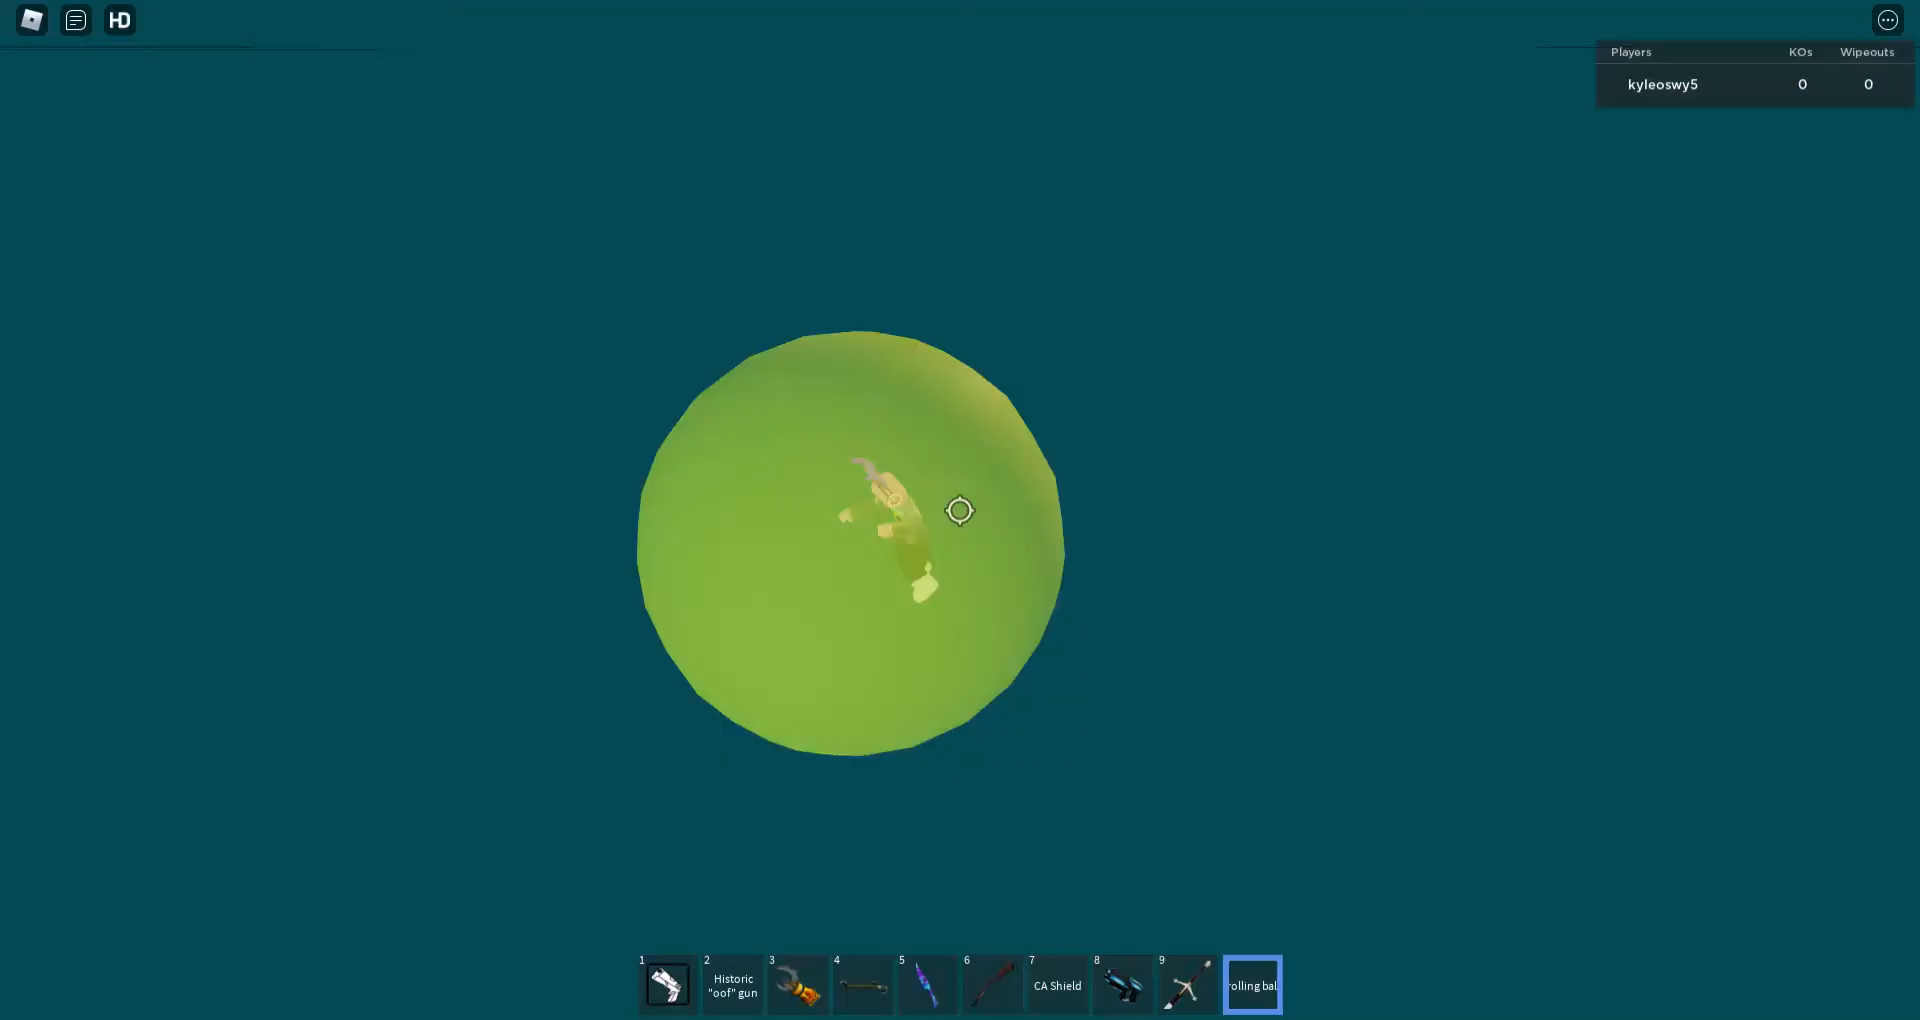 HD
Players KOs Wipeouts
kyleoswy5 0 0
1 2 3 4 5 6 7 8 9
Historic
"oof" gun
CA Shield
rolling bal